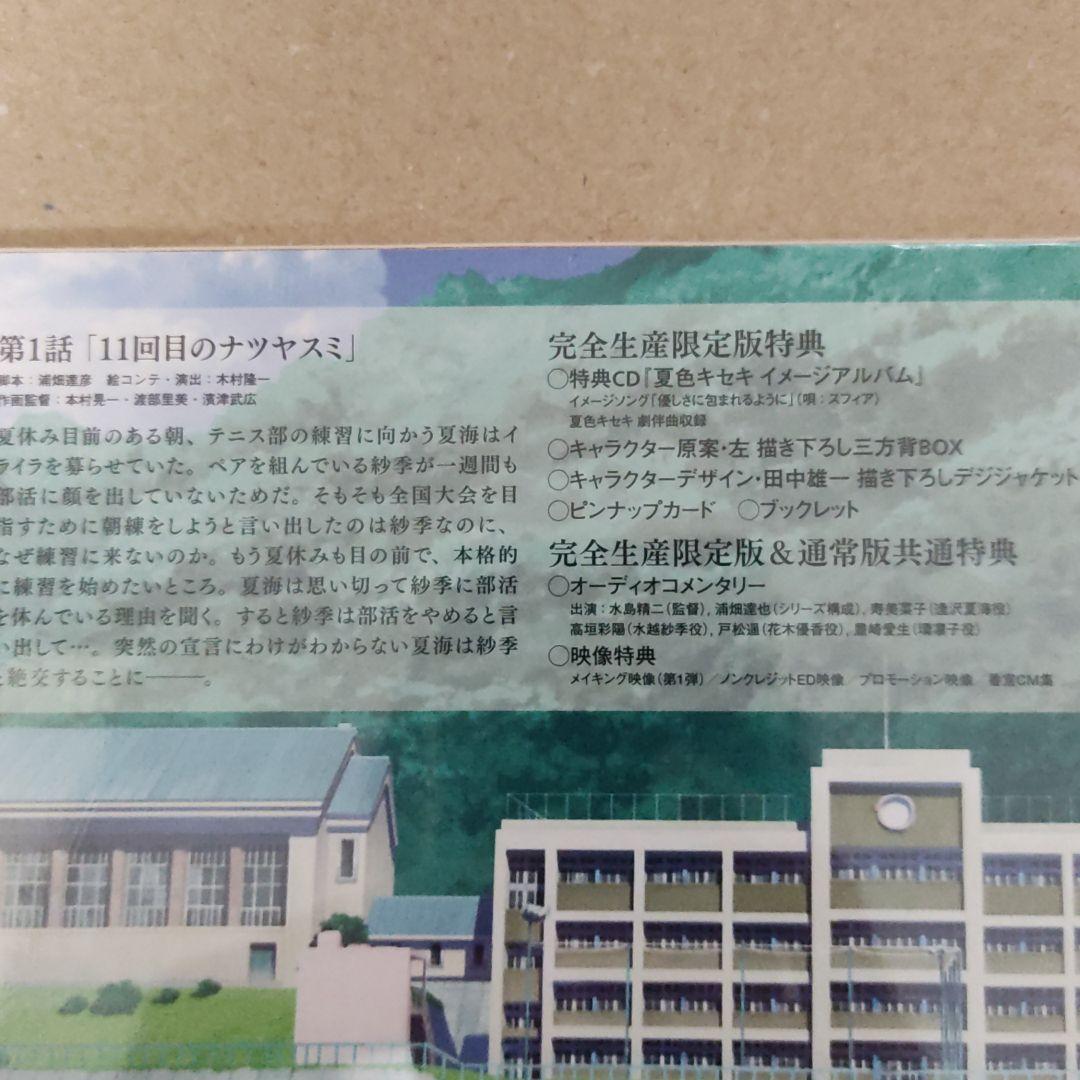 第1話「11回目のナツヤスミ」
脚本：浦畑達彦　絵コンテ・演出：木村隆一
作画監督：本村晃一・渡部里美・濱津武広
夏休み目前のある朝、テニス部の練習に向かう夏海はイ
ライラを募らせていた。ペアを組んでいる紗季が一週間も
部活に顔を出していないためだ。そもそも全国大会を目
指すために朝練をしようと言い出したのは紗季なのに、
なぜ練習に来ないのか。もう夏休みも目の前で、本格的
に練習を始めたいところ。夏海は思い切って紗季に部活
を休んでいる理由を聞く。すると紗季は部活をやめると言
い出して…。突然の宣言にわけがわからない夏海は紗季
と絶交することに――。
完全生産限定版特典
○特典CD『夏色キセキ イメージアルバム』
イメージソング「優しさに包まれるように」（唄：スフィア）
夏色キセキ 劇伴曲収録
○キャラクター原案・左 描き下ろし三方背BOX
○キャラクターデザイン・田中雄一 描き下ろしデジジャケット
○ピンナップカード　○ブックレット
完全生産限定版＆通常版共通特典
○オーディオコメンタリー
出演：水島精二（監督）, 浦畑達也（シリーズ構成）, 寿美菜子（逢沢夏海役）
高垣彩陽（水越紗季役）, 戸松遥（花木優香役）, 豊崎愛生（環凛子役）
○映像特典
メイキング映像（第1弾）／ノンクレジットED映像／プロモーション映像／番宣CM集